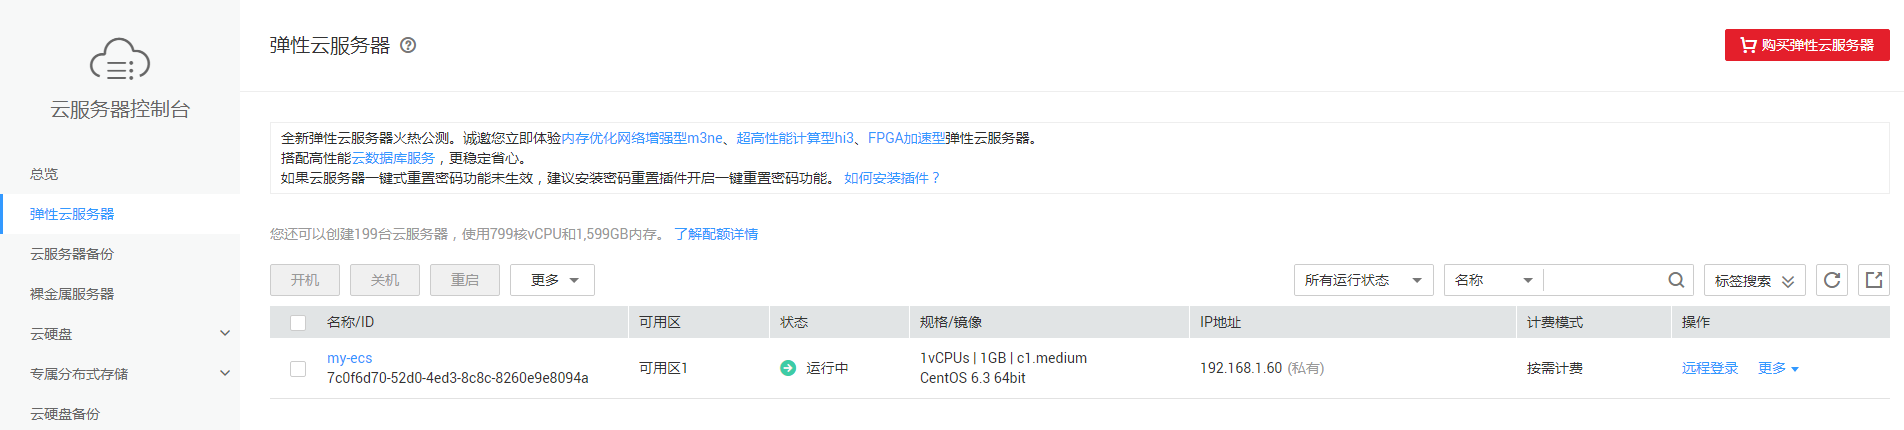 云服务器控制台
总览
弹性云服务器
云服务器备份
裸金属服务器
云硬盘
专属分布式存储
云硬盘备份
弹性云服务器 ?
购买弹性云服务器
全新弹性云服务器火热公测。诚邀您立即体验内存优化网络增强型m3ne、超高性能计算型hi3、FPGA加速型弹性云服务器。
搭配高性能云数据库服务，更稳定省心。
如果云服务器一键式重置密码功能未生效，建议安装密码重置插件开启一键重置密码功能。 如何安装插件？
您还可以创建199台云服务器，使用799核vCPU和1,599GB内存。 了解配额详情
开机 关机 重启 更多 所有运行状态 名称 标签搜索
名称/ID 可用区 状态 规格/镜像 IP地址 计费模式 操作
my-ecs
7c0f6d70-52d0-4ed3-8c8c-8260e9e8094a
可用区1
运行中
1vCPUs | 1GB | c1.medium
CentOS 6.3 64bit
192.168.1.60 (私有)
按需计费
远程登录 更多